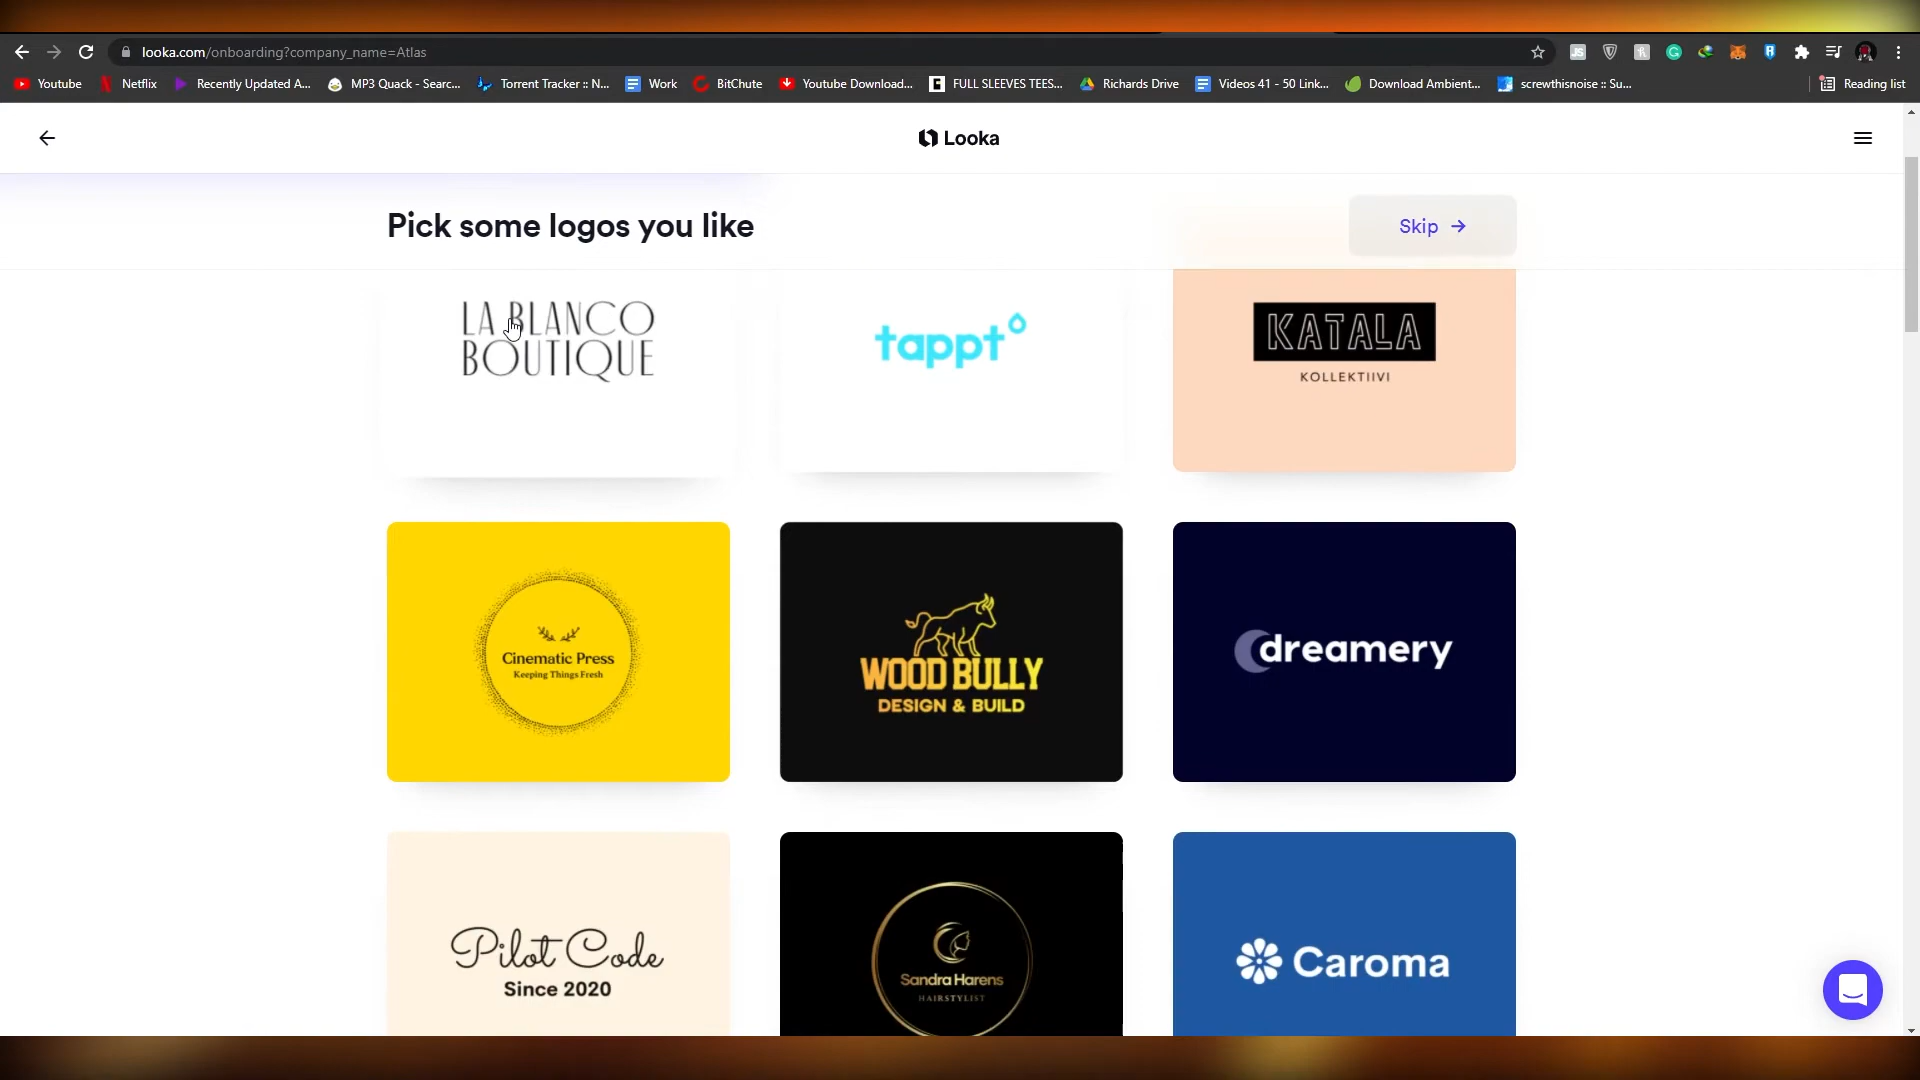 looka.com/onboarding?company_name=Atlas
Youtube
Netflix
Recently Updated A...
MP3 Quack - Searc...
Torrent Tracker :: N...
Work
BitChute
Youtube Download...
FULL SLEEVES TEES...
Richards Drive
Videos 41 - 50 Link...
Download Ambient...
screwthisnoise :: Su...
Reading list
Looka
Pick some logos you like
Skip
LA BLANCO
BOUTIQUE
tappt
KATALA
KOLLEKTIIVI
Cinematic Press
Keeping Things Fresh
WOOD BULLY
DESIGN & BUILD
dreamery
Pilot Code
Since 2020
Sandra Harens
HAIRSTYLIST
Caroma